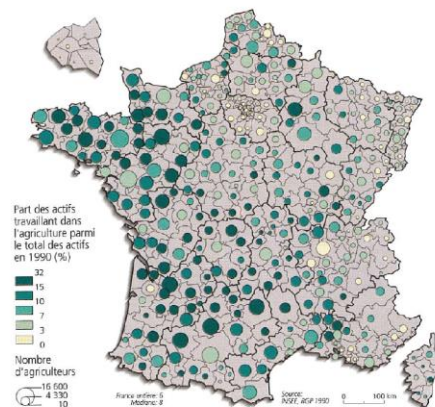 Part des actifs
travaillant dans
l'agriculture parmi
le total des actifs
en 1990 (%)
32
15
10
7
3
0
Nombre
d'agriculteurs
16 600
4 330
10
France entière: 6
Médiane: 8
Source:
INSEE, RGP 1990
0 100 km